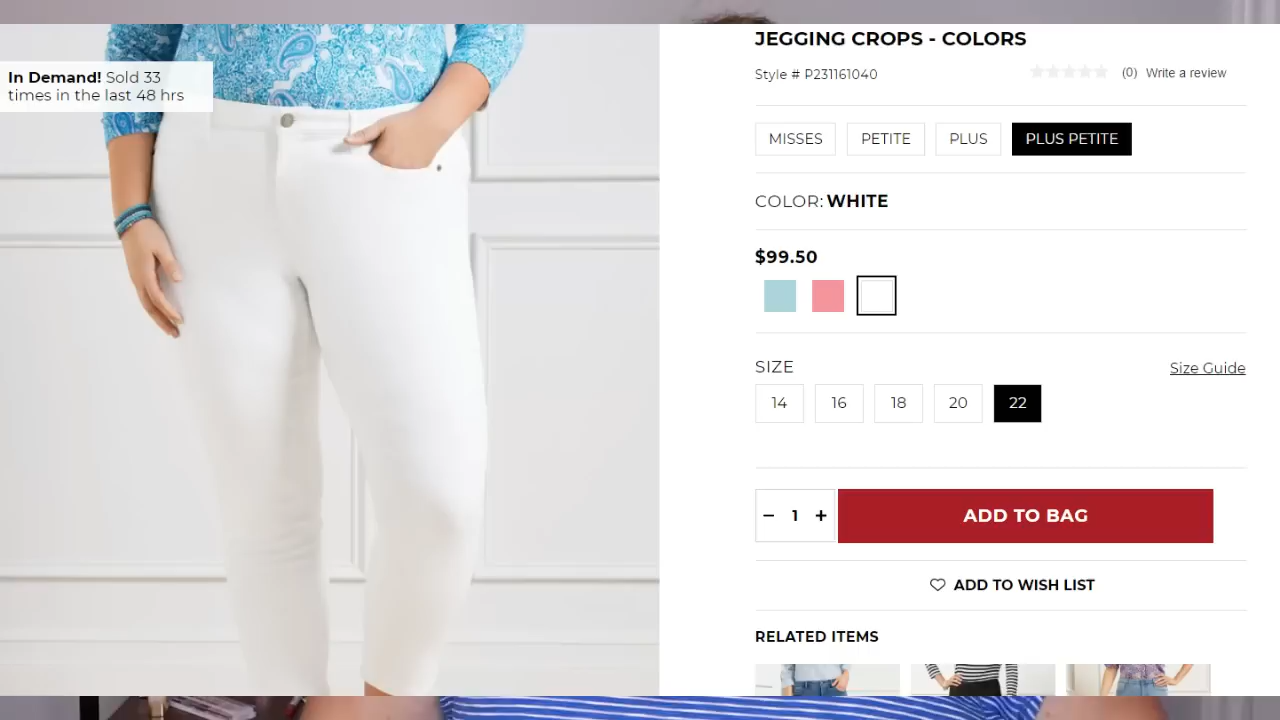 In Demand! Sold 33
times in the last 48 hrs
JEGGING CROPS - COLORS
Style # P231161040
(0) Write a review
MISSES PETITE PLUS PLUS PETITE
COLOR: WHITE
$99.50
SIZE
Size Guide
14 16 18 20 22
− 1 +
ADD TO BAG
ADD TO WISH LIST
RELATED ITEMS